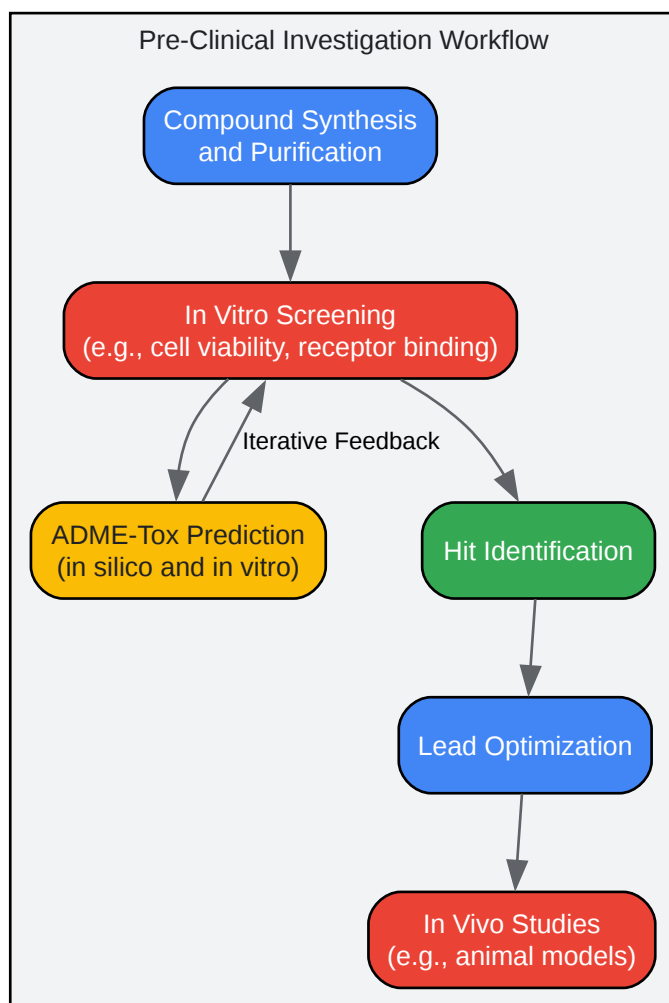 Pre-Clinical Investigation Workflow
Compound Synthesis
and Purification
In Vitro Screening
(e.g., cell viability, receptor binding)
Iterative Feedback
ADME-Tox Prediction
(in silico and in vitro)
Hit Identification
Lead Optimization
In Vivo Studies
(e.g., animal models)